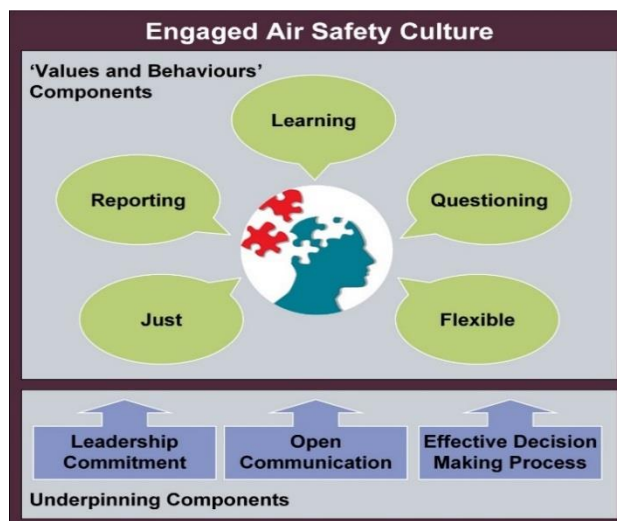 Engaged Air Safety Culture
‘Values and Behaviours’
Components
Learning
Reporting
Questioning
Just
Flexible
Leadership
Commitment
Open
Communication
Effective Decision
Making Process
Underpinning Components